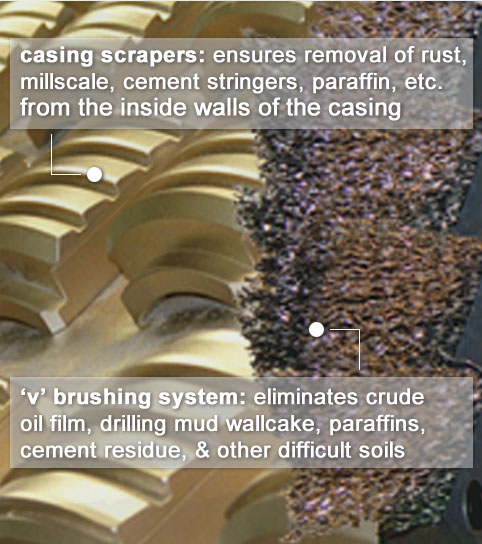 casing scrapers: ensures removal of rust,
millscale, cement stringers, paraffin, etc.
from the inside walls of the casing
‘v’ brushing system: eliminates crude
oil film, drilling mud wallcake, paraffins,
cement residue, & other difficult soils